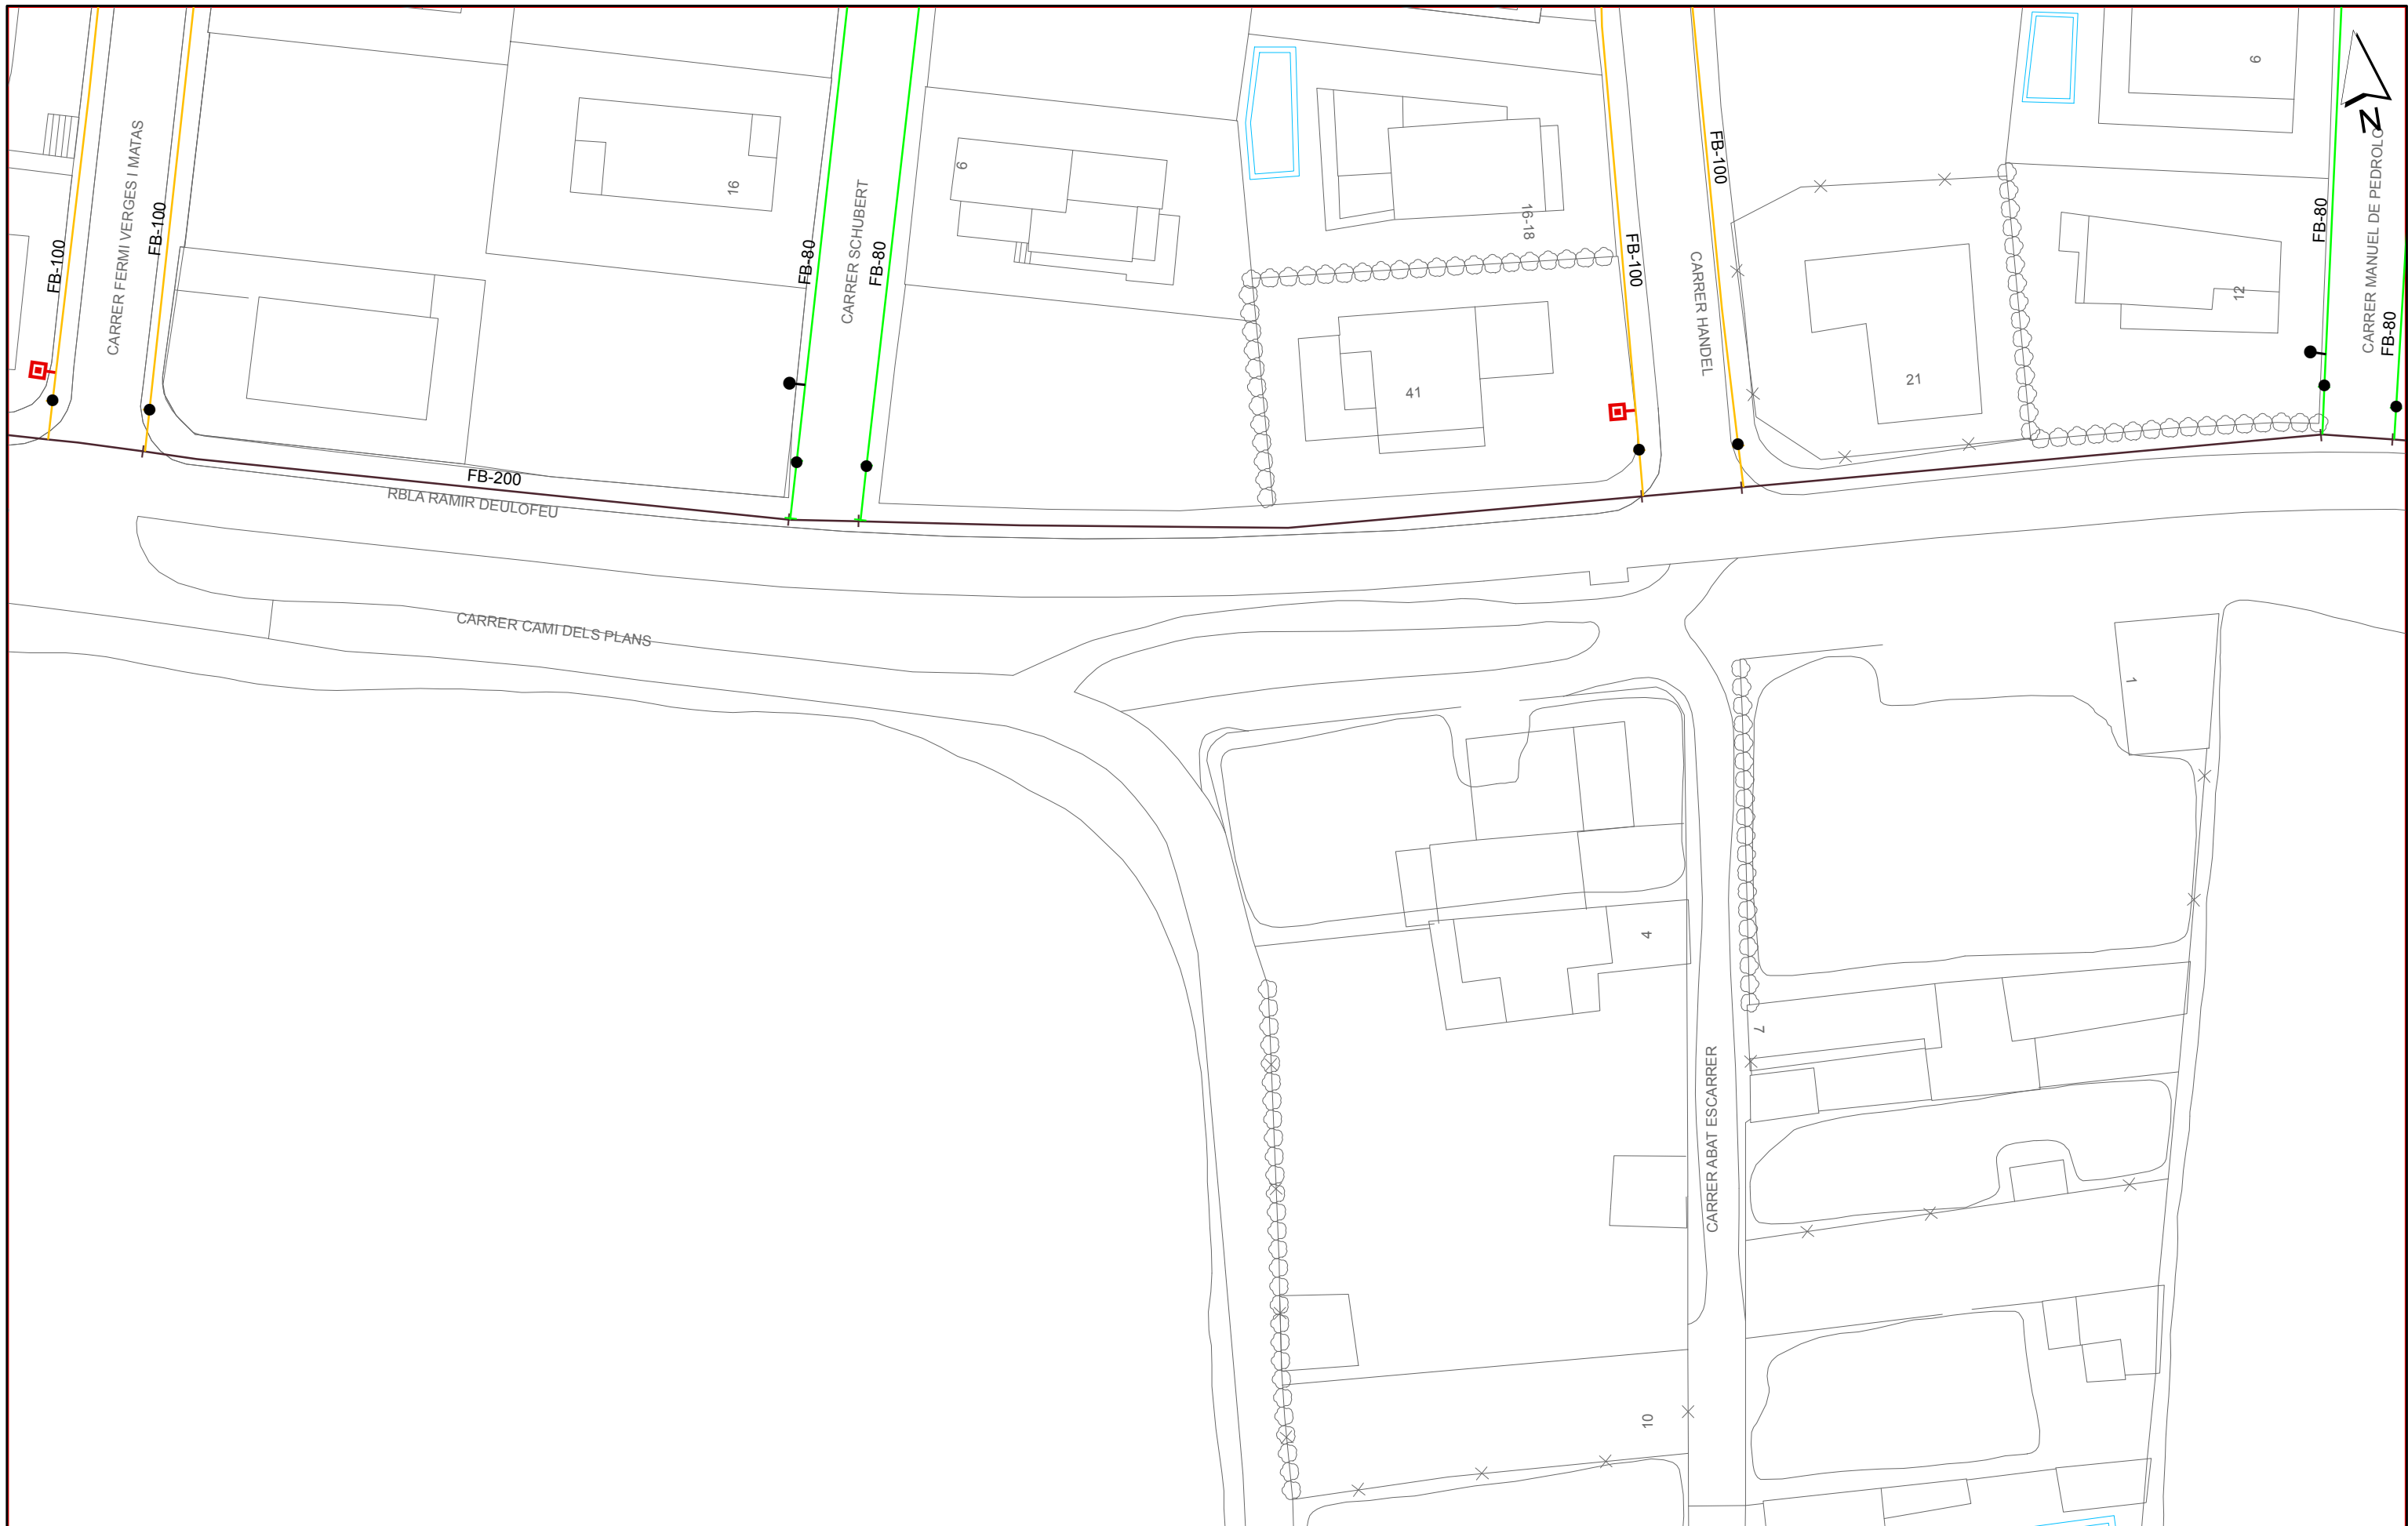 6
N
CARRER FERMI VERGES I MATAS
FB-100
FB-100
16
CARRER SCHUBERT
FB-80
FB-80
6
16-18
FB-100
FB-100
CARRER HANDEL
41
21
12
FB-80
CARRER MANUEL DE PEDROLO
FB-80
FB-200
RBLA RAMIR DEULOFEU
CARRER CAMI DELS PLANS
1
4
7
CARRER ABAT ESCARRER
10